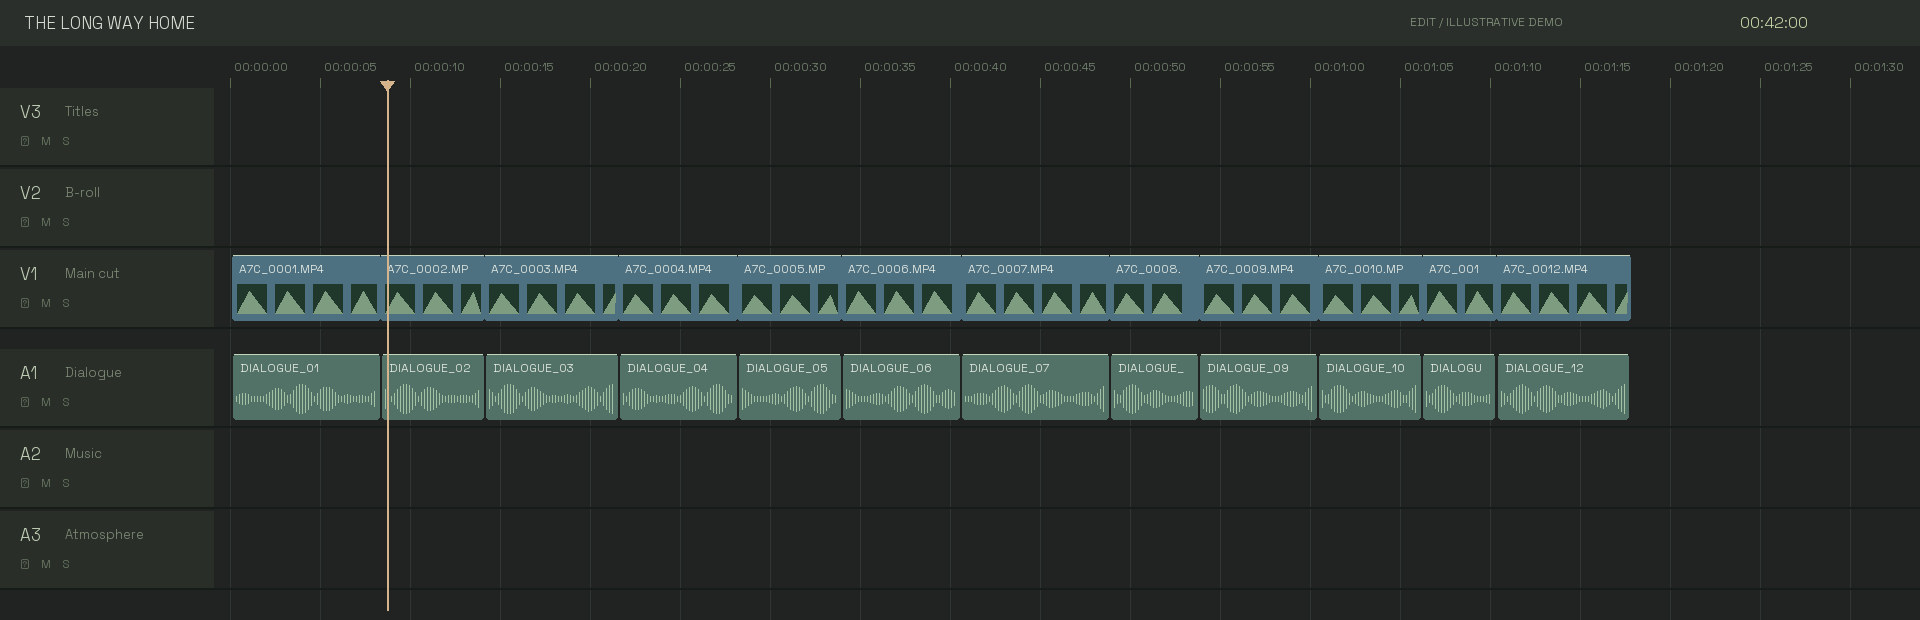 THE LONG WAY HOME
EDIT / ILLUSTRATIVE DEMO
00:42:00
00:00:00 00:00:05 00:00:10 00:00:15 00:00:20 00:00:25 00:00:30 00:00:35 00:00:40 00:00:45 00:00:50 00:00:55 00:01:00 00:01:05 00:01:10 00:01:15 00:01:20 00:01:25 00:01:30
V3 Titles
M S
V2 B-roll
M S
V1 Main cut
M S
A7C_0001.MP4 A7C_0002.MP A7C_0003.MP4 A7C_0004.MP4 A7C_0005.MP A7C_0006.MP4 A7C_0007.MP4 A7C_0008. A7C_0009.MP4 A7C_0010.MP A7C_001 A7C_0012.MP4
A1 Dialogue
M S
DIALOGUE_01 DIALOGUE_02 DIALOGUE_03 DIALOGUE_04 DIALOGUE_05 DIALOGUE_06 DIALOGUE_07 DIALOGUE_ DIALOGUE_09 DIALOGUE_10 DIALOGU DIALOGUE_12
A2 Music
M S
A3 Atmosphere
M S